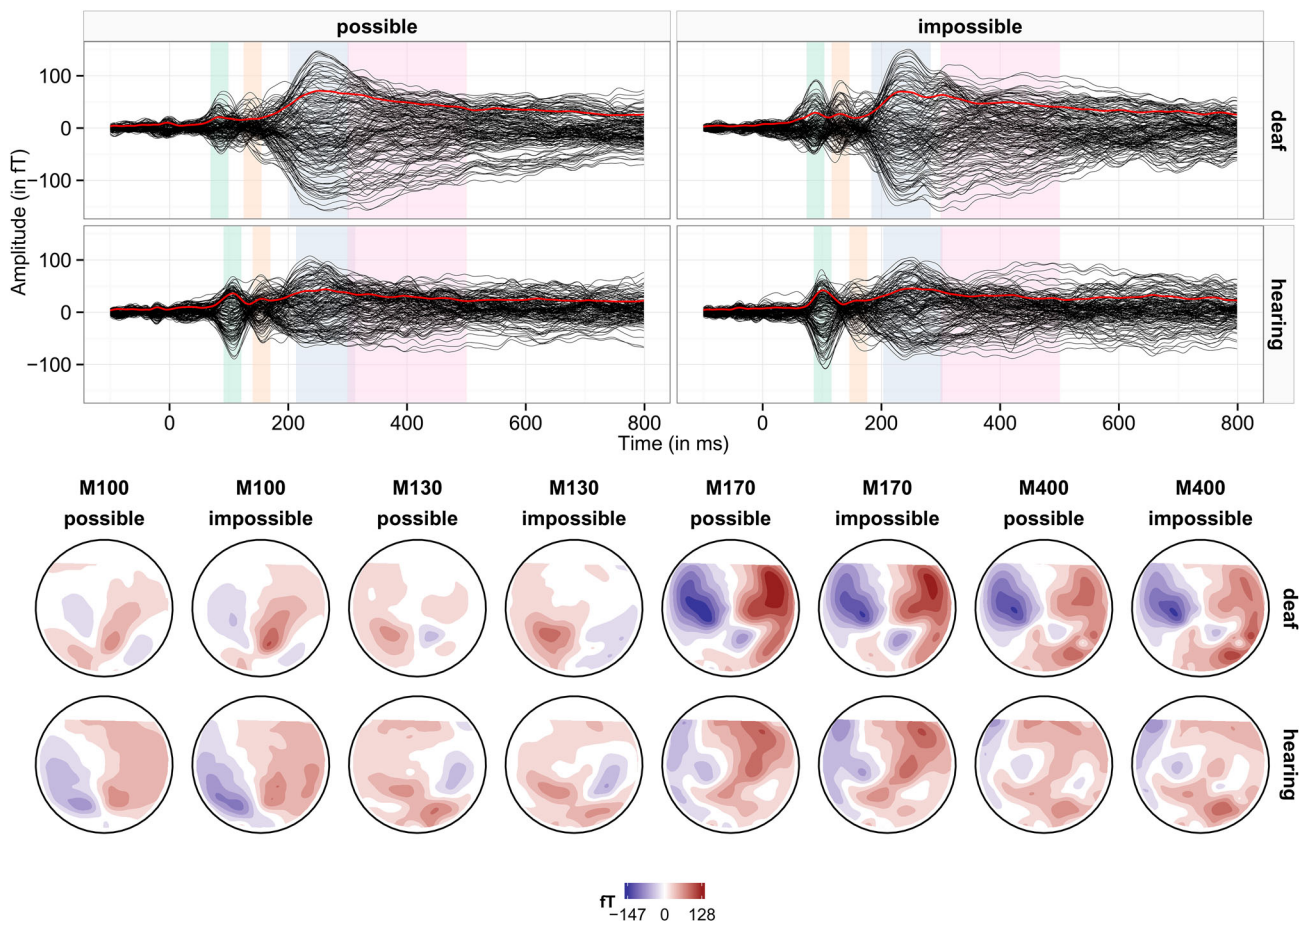 possible impossible
100
0
−100
deaf
100
0
−100
hearing
Amplitude (in fT)
0 200 400 600 800 0 200 400 600 800
Time (in ms)
M100 M100 M130 M130 M170 M170 M400 M400
possible impossible possible impossible possible impossible possible impossible
deaf
hearing
fT
−147 0 128